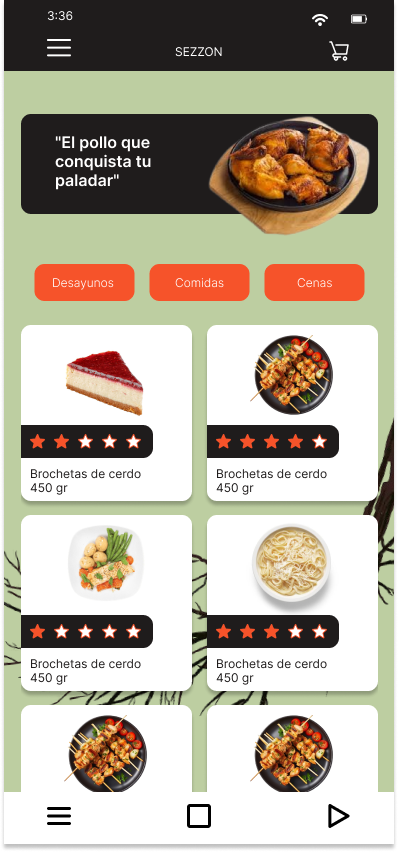 3:36
SEZZON
"El pollo que
conquista tu
paladar"
Desayunos
Comidas
Cenas
Brochetas de cerdo
450 gr
Brochetas de cerdo
450 gr
Brochetas de cerdo
450 gr
Brochetas de cerdo
450 gr